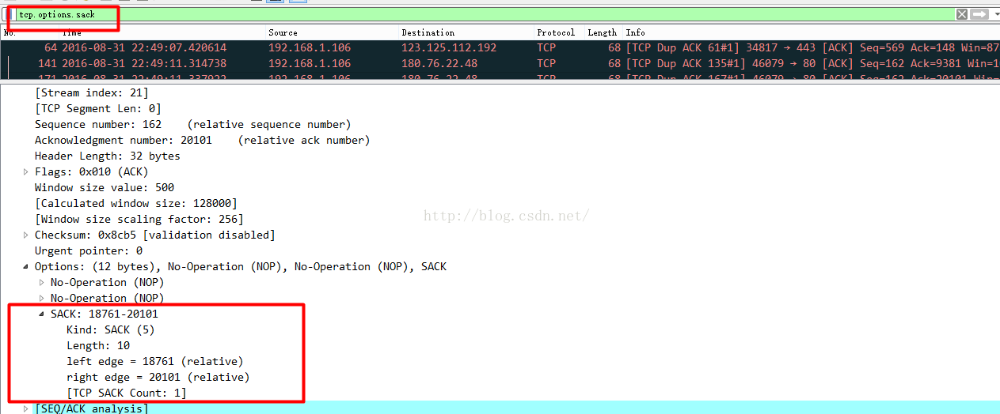 tcp.options.sack
No. Time Source Destination Protocol Length Info
64 2016-08-31 22:49:07.420614 192.168.1.106 123.125.112.192 TCP 68 [TCP Dup ACK 61#1] 34817 → 443 [ACK] Seq=569 Ack=148 Win=87
141 2016-08-31 22:49:11.314738 192.168.1.106 180.76.22.48 TCP 68 [TCP Dup ACK 135#1] 46079 → 80 [ACK] Seq=162 Ack=9381 Win=10
171 2016-08-31 22:49:11.337922 192.168.1.106 180.76.22.48 TCP 68 [TCP Dup ACK 167#1] 46079 → 80 [ACK] Seq=162 Ack=20101 Win=
[Stream index: 21]
[TCP Segment Len: 0]
Sequence number: 162 (relative sequence number)
Acknowledgment number: 20101 (relative ack number)
Header Length: 32 bytes
Flags: 0x010 (ACK)
Window size value: 500
[Calculated window size: 128000]
http://blog.csdn.net/
[Window size scaling factor: 256]
Checksum: 0x8cb5 [validation disabled]
Urgent pointer: 0
Options: (12 bytes), No-Operation (NOP), No-Operation (NOP), SACK
No-Operation (NOP)
No-Operation (NOP)
SACK: 18761-20101
Kind: SACK (5)
Length: 10
left edge = 18761 (relative)
right edge = 20101 (relative)
[TCP SACK Count: 1]
[SEQ/ACK analysis]